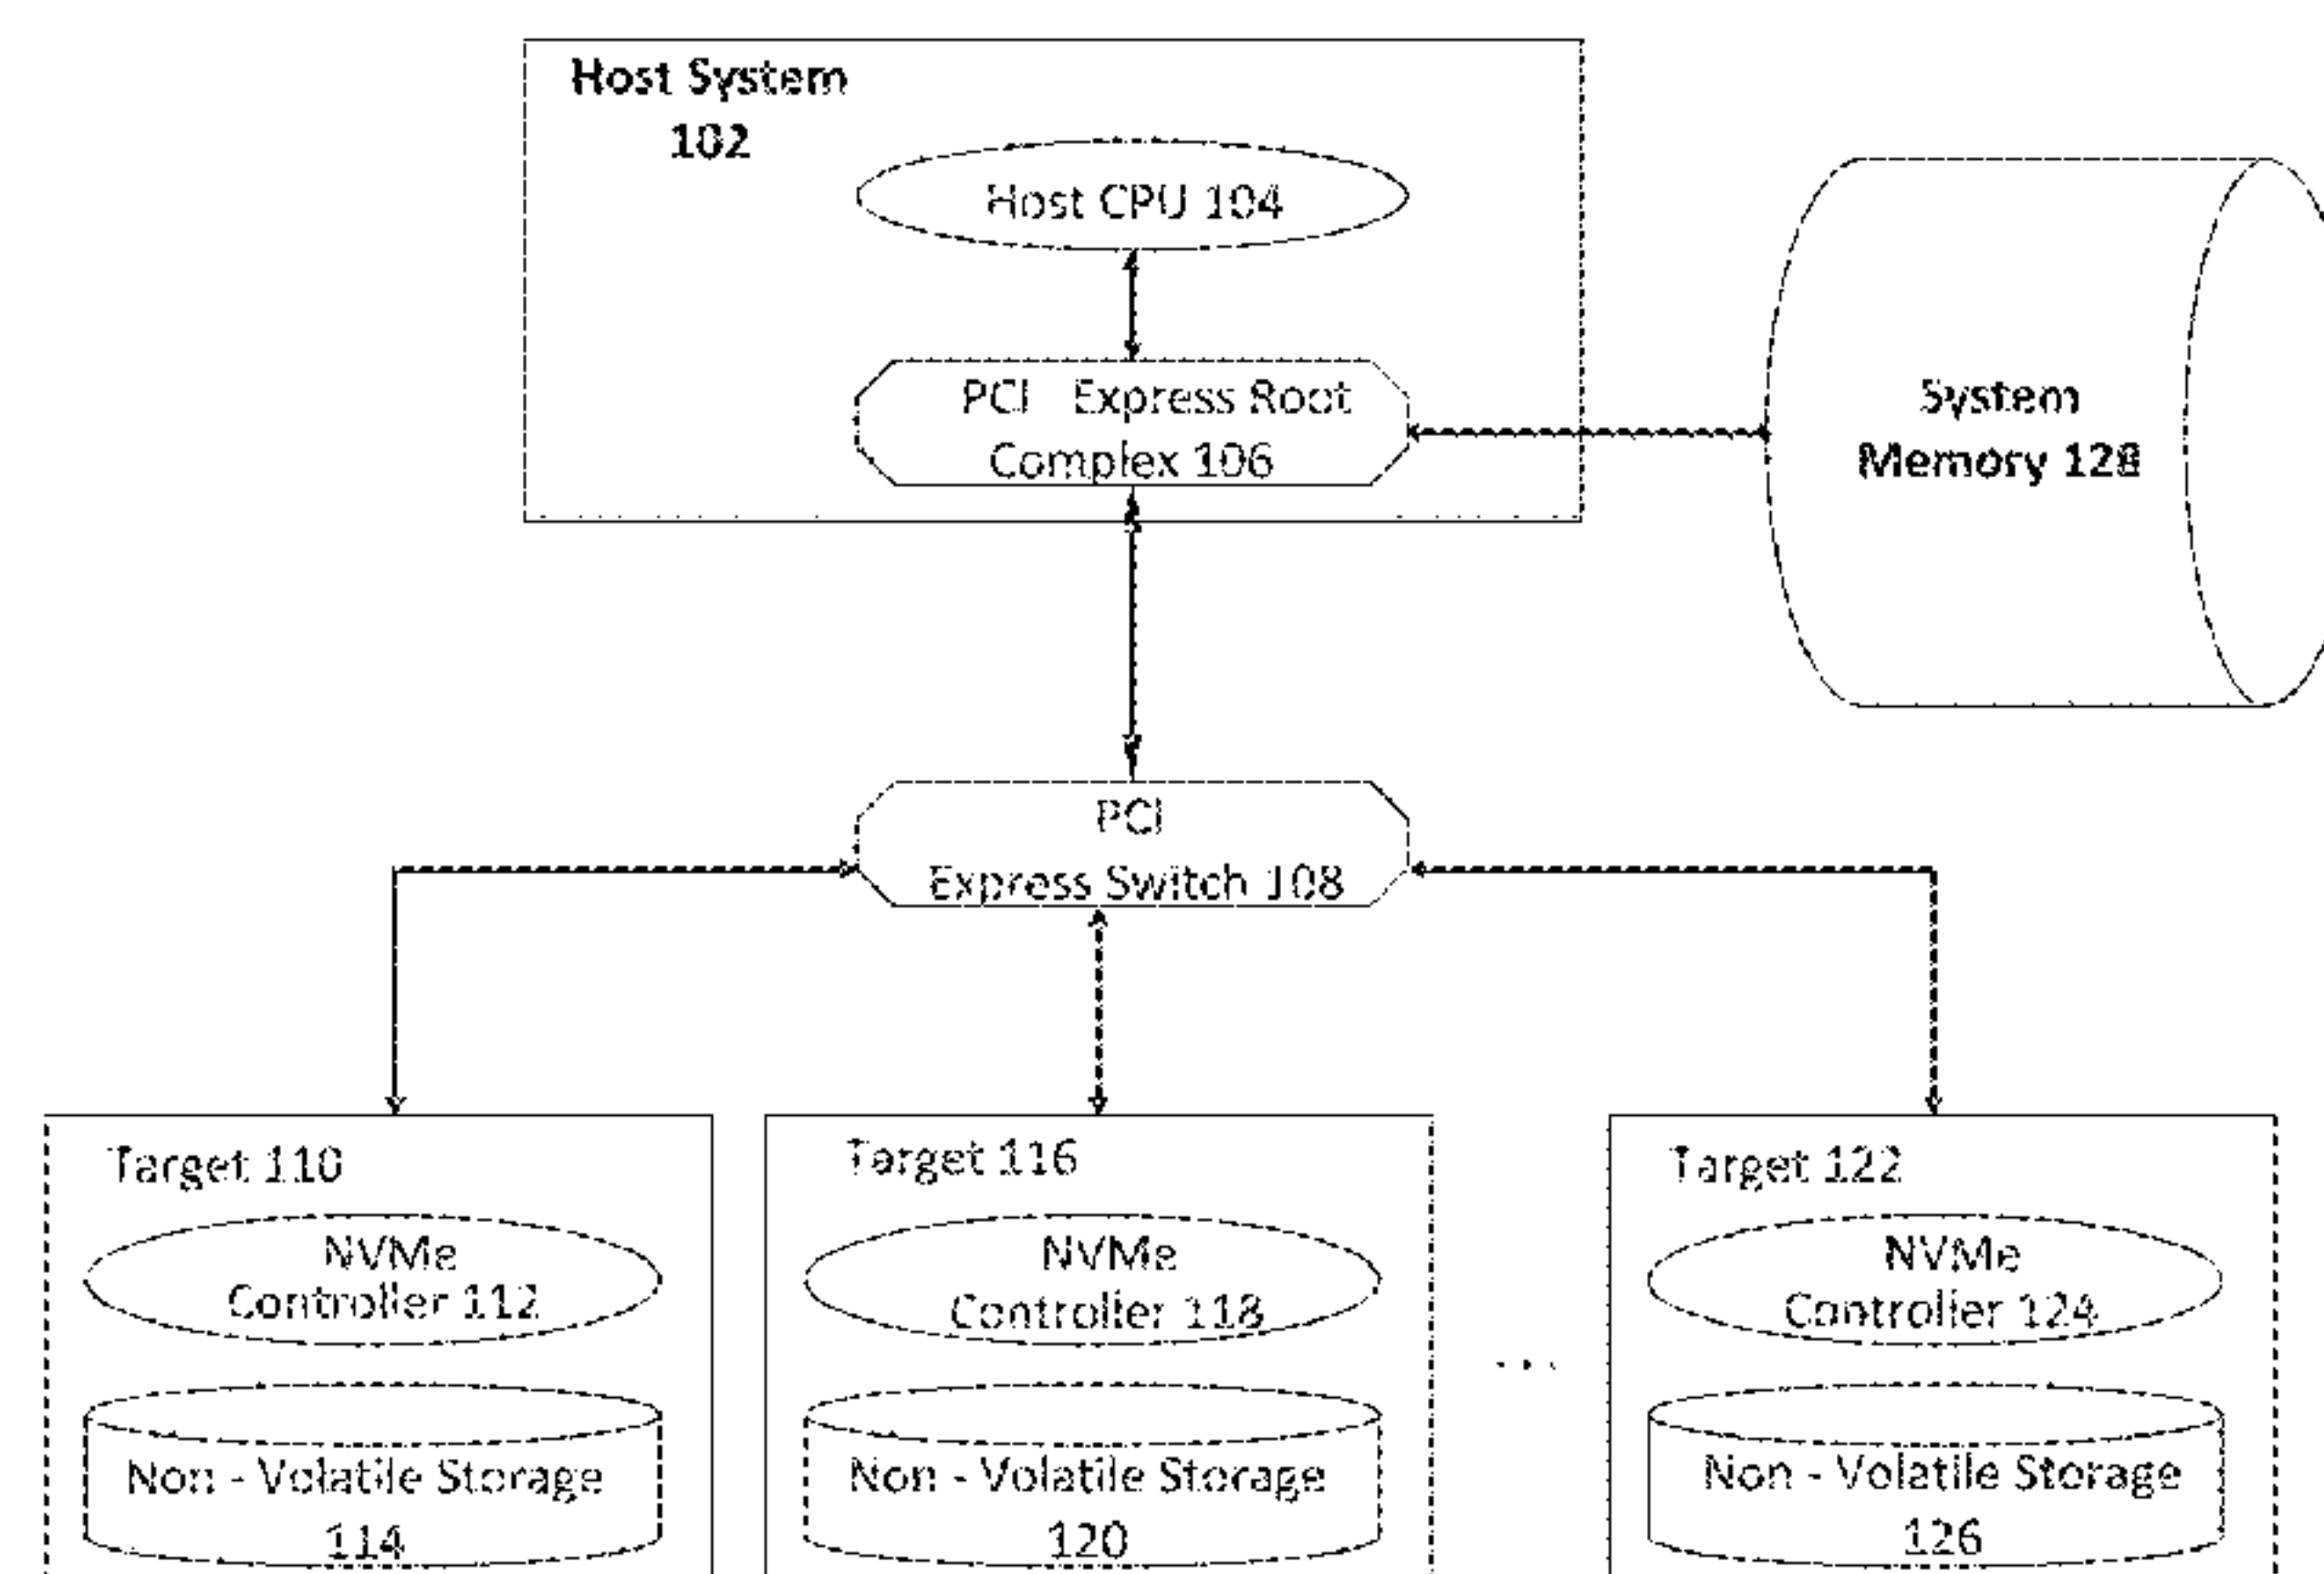 Host System
102
Host CPU 104
PCI Express Root
Complex 106
System
Memory 128
PCI
Express Switch 108
Target 110
NVMe
Controller 112
Non - Volatile Storage
114
Target 116
NVMe
Controller 118
Non - Volatile Storage
120
...
Target 122
NVMe
Controller 124
Non - Volatile Storage
126